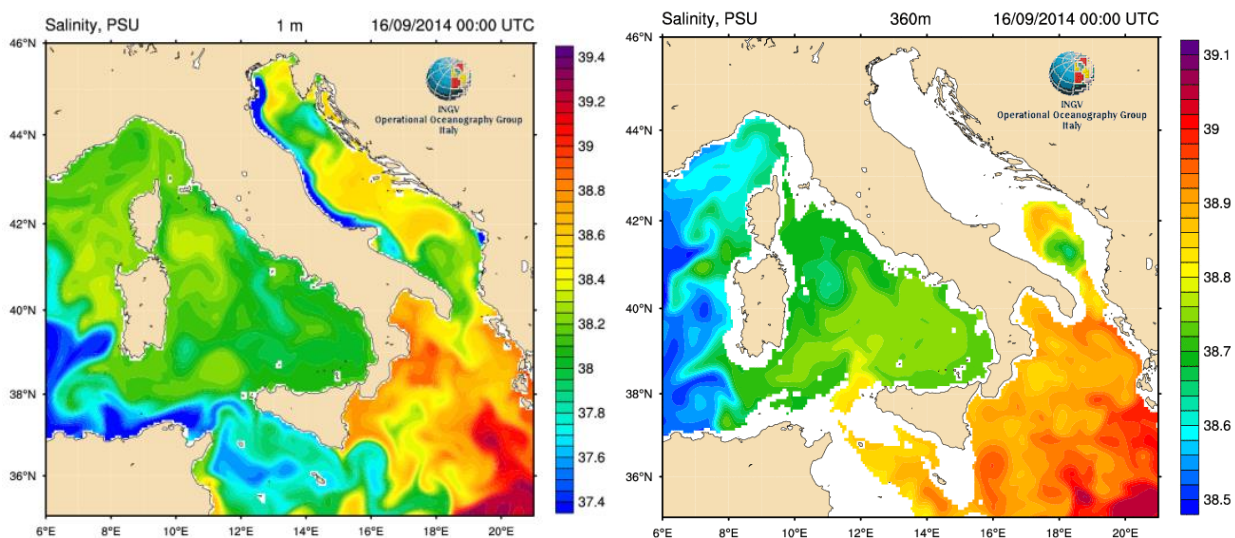 Salinity, PSU 1 m 16/09/2014 00:00 UTC
46°N
44°N
42°N
40°N
38°N
36°N
6°E 8°E 10°E 12°E 14°E 16°E 18°E 20°E
INGV
Operational Oceanography Group
Italy
39.4
39.2
39
38.8
38.6
38.4
38.2
38
37.8
37.6
37.4
Salinity, PSU 360m 16/09/2014 00:00 UTC
46°N
44°N
42°N
40°N
38°N
36°N
6°E 8°E 10°E 12°E 14°E 16°E 18°E 20°E
INGV
Operational Oceanography Group
Italy
39.1
39
38.9
38.8
38.7
38.6
38.5